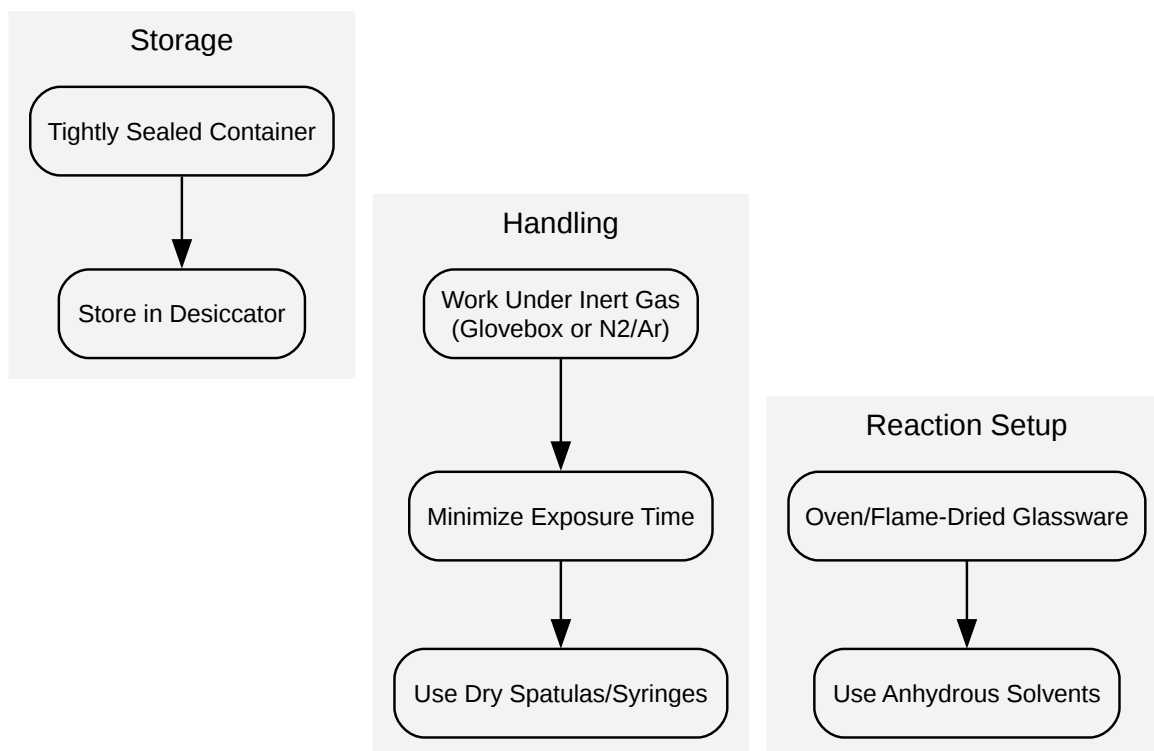 Storage
Tightly Sealed Container
Store in Desiccator
Handling
Work Under Inert Gas
(Glovebox or N2/Ar)
Minimize Exposure Time
Use Dry Spatulas/Syringes
Reaction Setup
Oven/Flame-Dried Glassware
Use Anhydrous Solvents